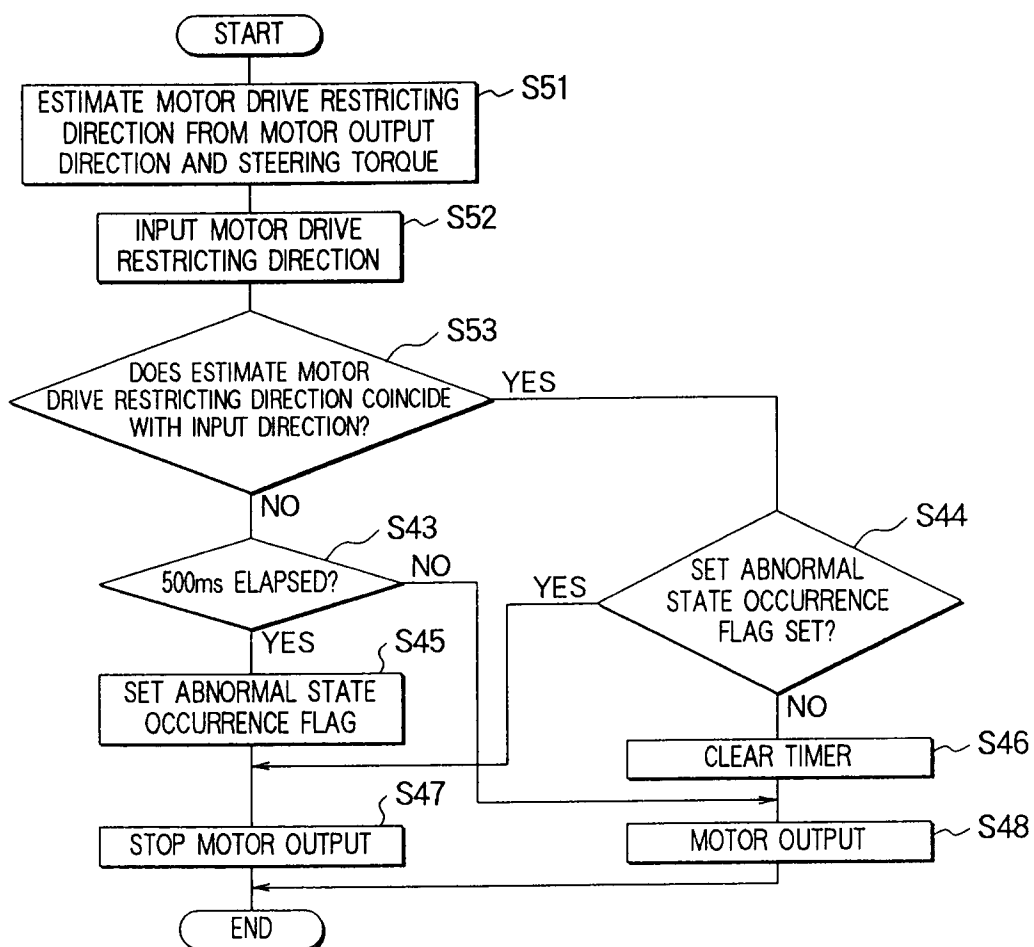 START
S51
ESTIMATE MOTOR DRIVE RESTRICTING
DIRECTION FROM MOTOR OUTPUT
DIRECTION AND STEERING TORQUE
S52
INPUT MOTOR DRIVE
RESTRICTING DIRECTION
S53
DOES ESTIMATE MOTOR
DRIVE RESTRICTING DIRECTION COINCIDE
WITH INPUT DIRECTION?
YES
NO
S43
500ms ELAPSED?
NO
YES
S44
SET ABNORMAL
STATE OCCURRENCE
FLAG SET?
YES
NO
S45
SET ABNORMAL STATE
OCCURRENCE FLAG
S46
CLEAR TIMER
S47
STOP MOTOR OUTPUT
S48
MOTOR OUTPUT
END